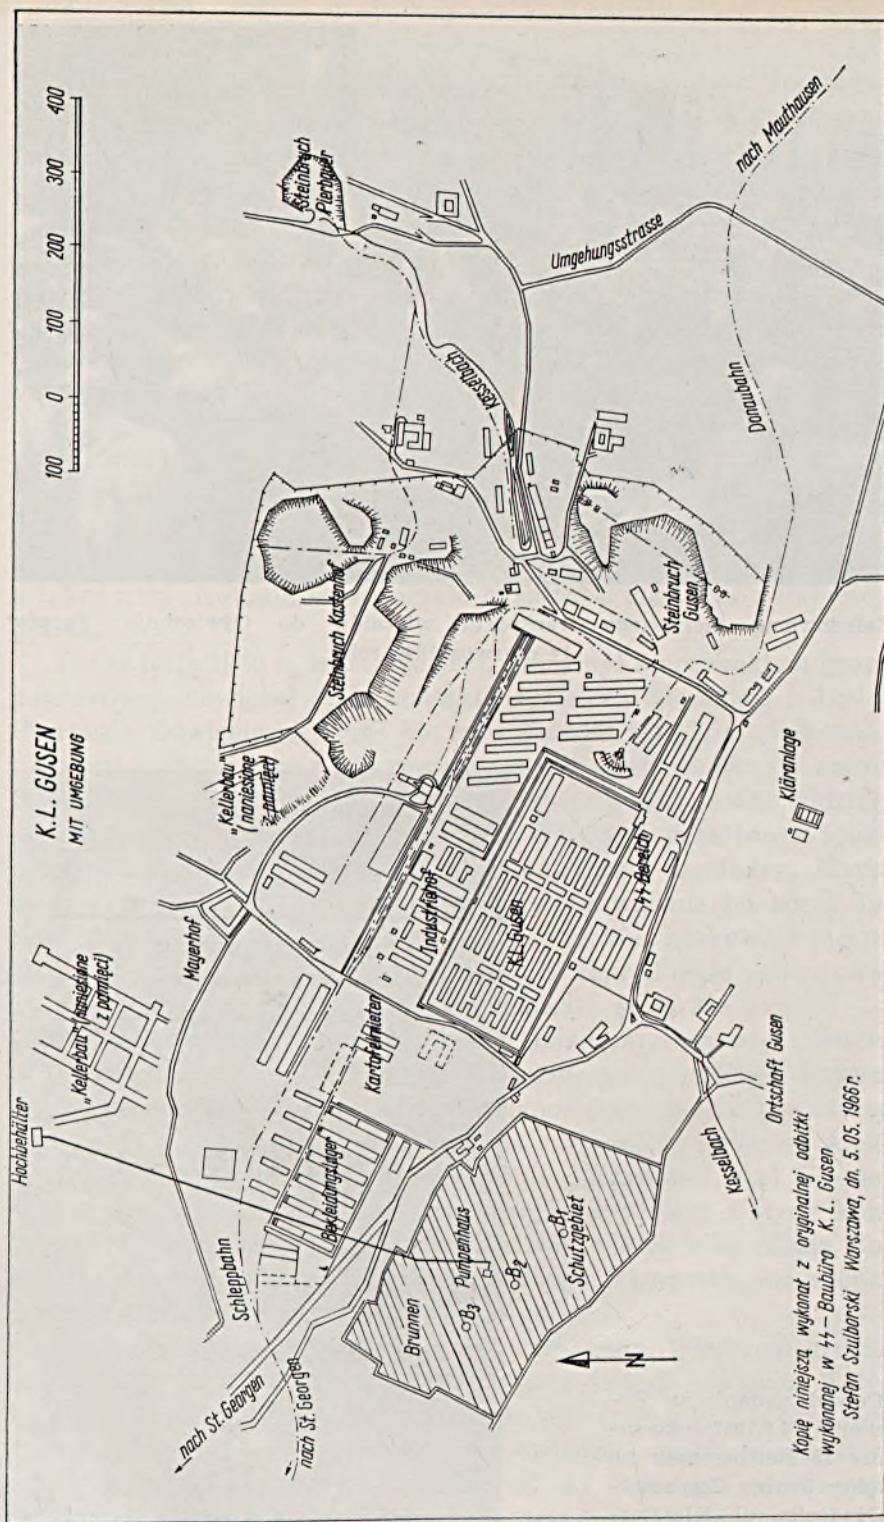 K.L. GUSEN
MIT UMGEBUNG
100 0 100 200 300 400
Hochbehälter
„Kellerbau” (naniesione
z pamięci)
Mayerhof
„Kellerbau”
(naniesione
z pamięci)
Steinbruch Kastenhof
Steinbruch
Pierbauer
Kesselbach
Umgehungsstrasse
nach Mauthausen
Donaubahn
Schleppbahn
Bekleidungslager
Kartofelmieten
Industriehof
K.L. Gusen
SS-Bereich
Steinbruch
Gusen
Kläranlage
nach St. Georgen
nach St. Georgen
Brunnen
Pumpenhaus
B3
B2
B1
Schutzgebiet
N
Kesselbach
Ortschaft Gusen
Kopię niniejszą wykonał z oryginalnej odbitki
wykonanej w SS-Baubüro K.L. Gusen
Stefan Szulborski Warszawa, dn. 5.05. 1966 r.